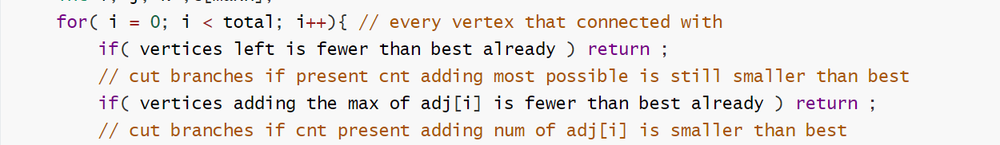 for( i = 0; i < total; i++){ // every vertex that connected with
if( vertices left is fewer than best already ) return ;
// cut branches if present cnt adding most possible is still smaller than best
if( vertices adding the max of adj[i] is fewer than best already ) return ;
// cut branches if cnt present adding num of adj[i] is smaller than best